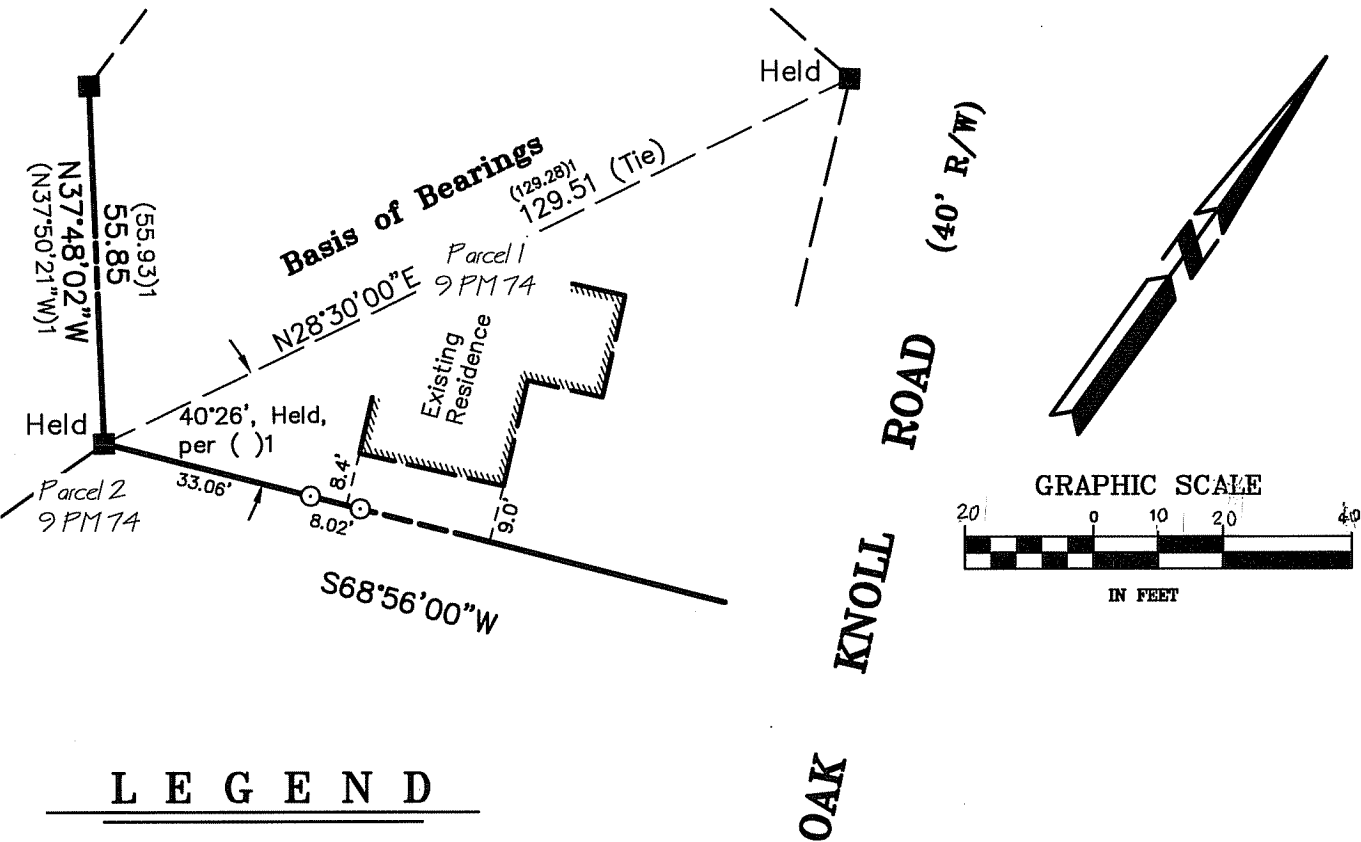 Held
Basis of Bearings
(129.28)1
129.51 (Tie)
(40' R/W)
(55.93)1
55.85
N37°48'02"W
(N37°50'21"W)1
Parcel 1
9 PM 74
N28°30'00"E
Existing
Residence
Held
40°26', Held,
per ( )1
33.06'
8.4'
8.02'
9.0'
Parcel 2
9 PM 74
S68°56'00"W
OAK KNOLL ROAD
GRAPHIC SCALE
20 0 10 20 40
IN FEET
LEGEND